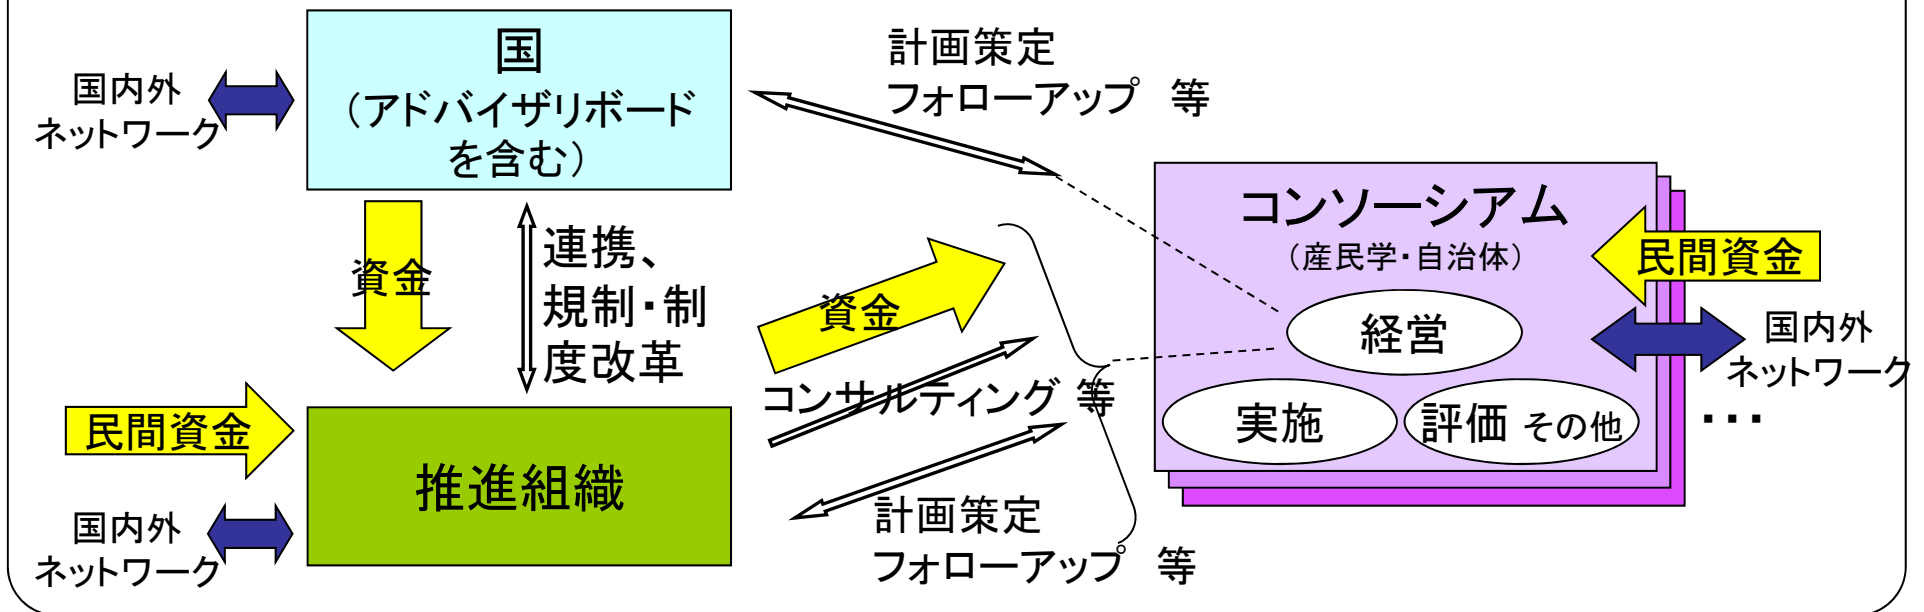 国
（アドバイザリボード
を含む）
国内外
ネットワーク
計画策定
フォローアップ 等
資金
連携、
規制・制
度改革
資金
コンサルティング 等
計画策定
フォローアップ 等
民間資金
推進組織
国内外
ネットワーク
コンソーシアム
（産民学・自治体）
民間資金
経営
実施
評価 その他
国内外
ネットワーク
・・・